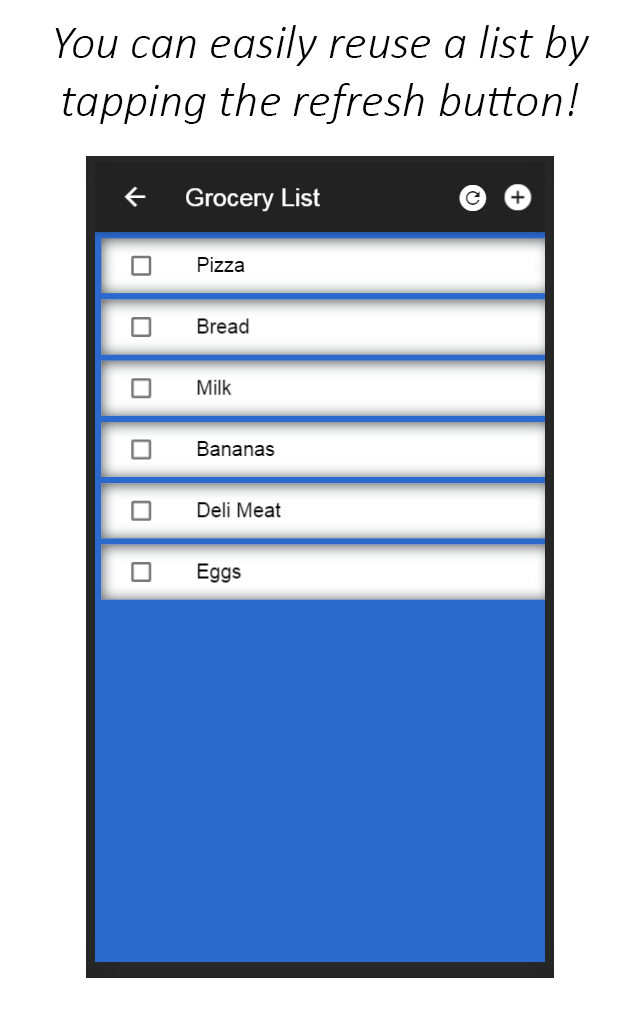 You can easily reuse a list by
tapping the refresh button!
Grocery List
Pizza
Bread
Milk
Bananas
Deli Meat
Eggs